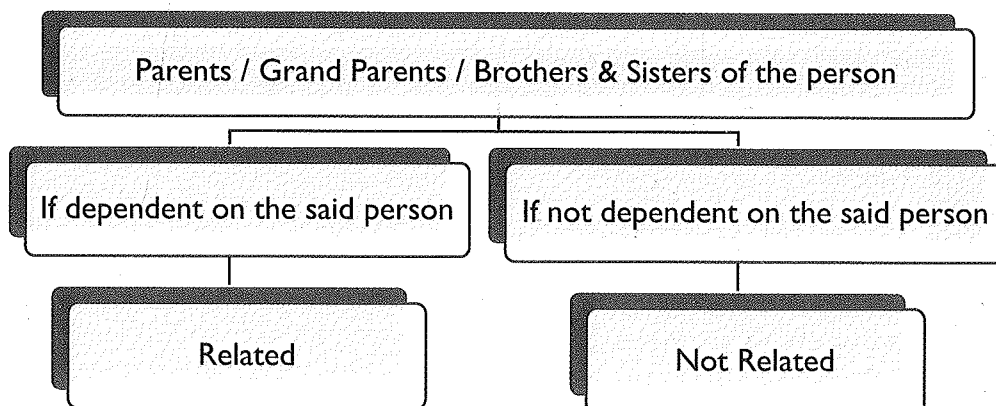 Parents / Grand Parents / Brothers & Sisters of the person
If dependent on the said person
If not dependent on the said person
Related
Not Related